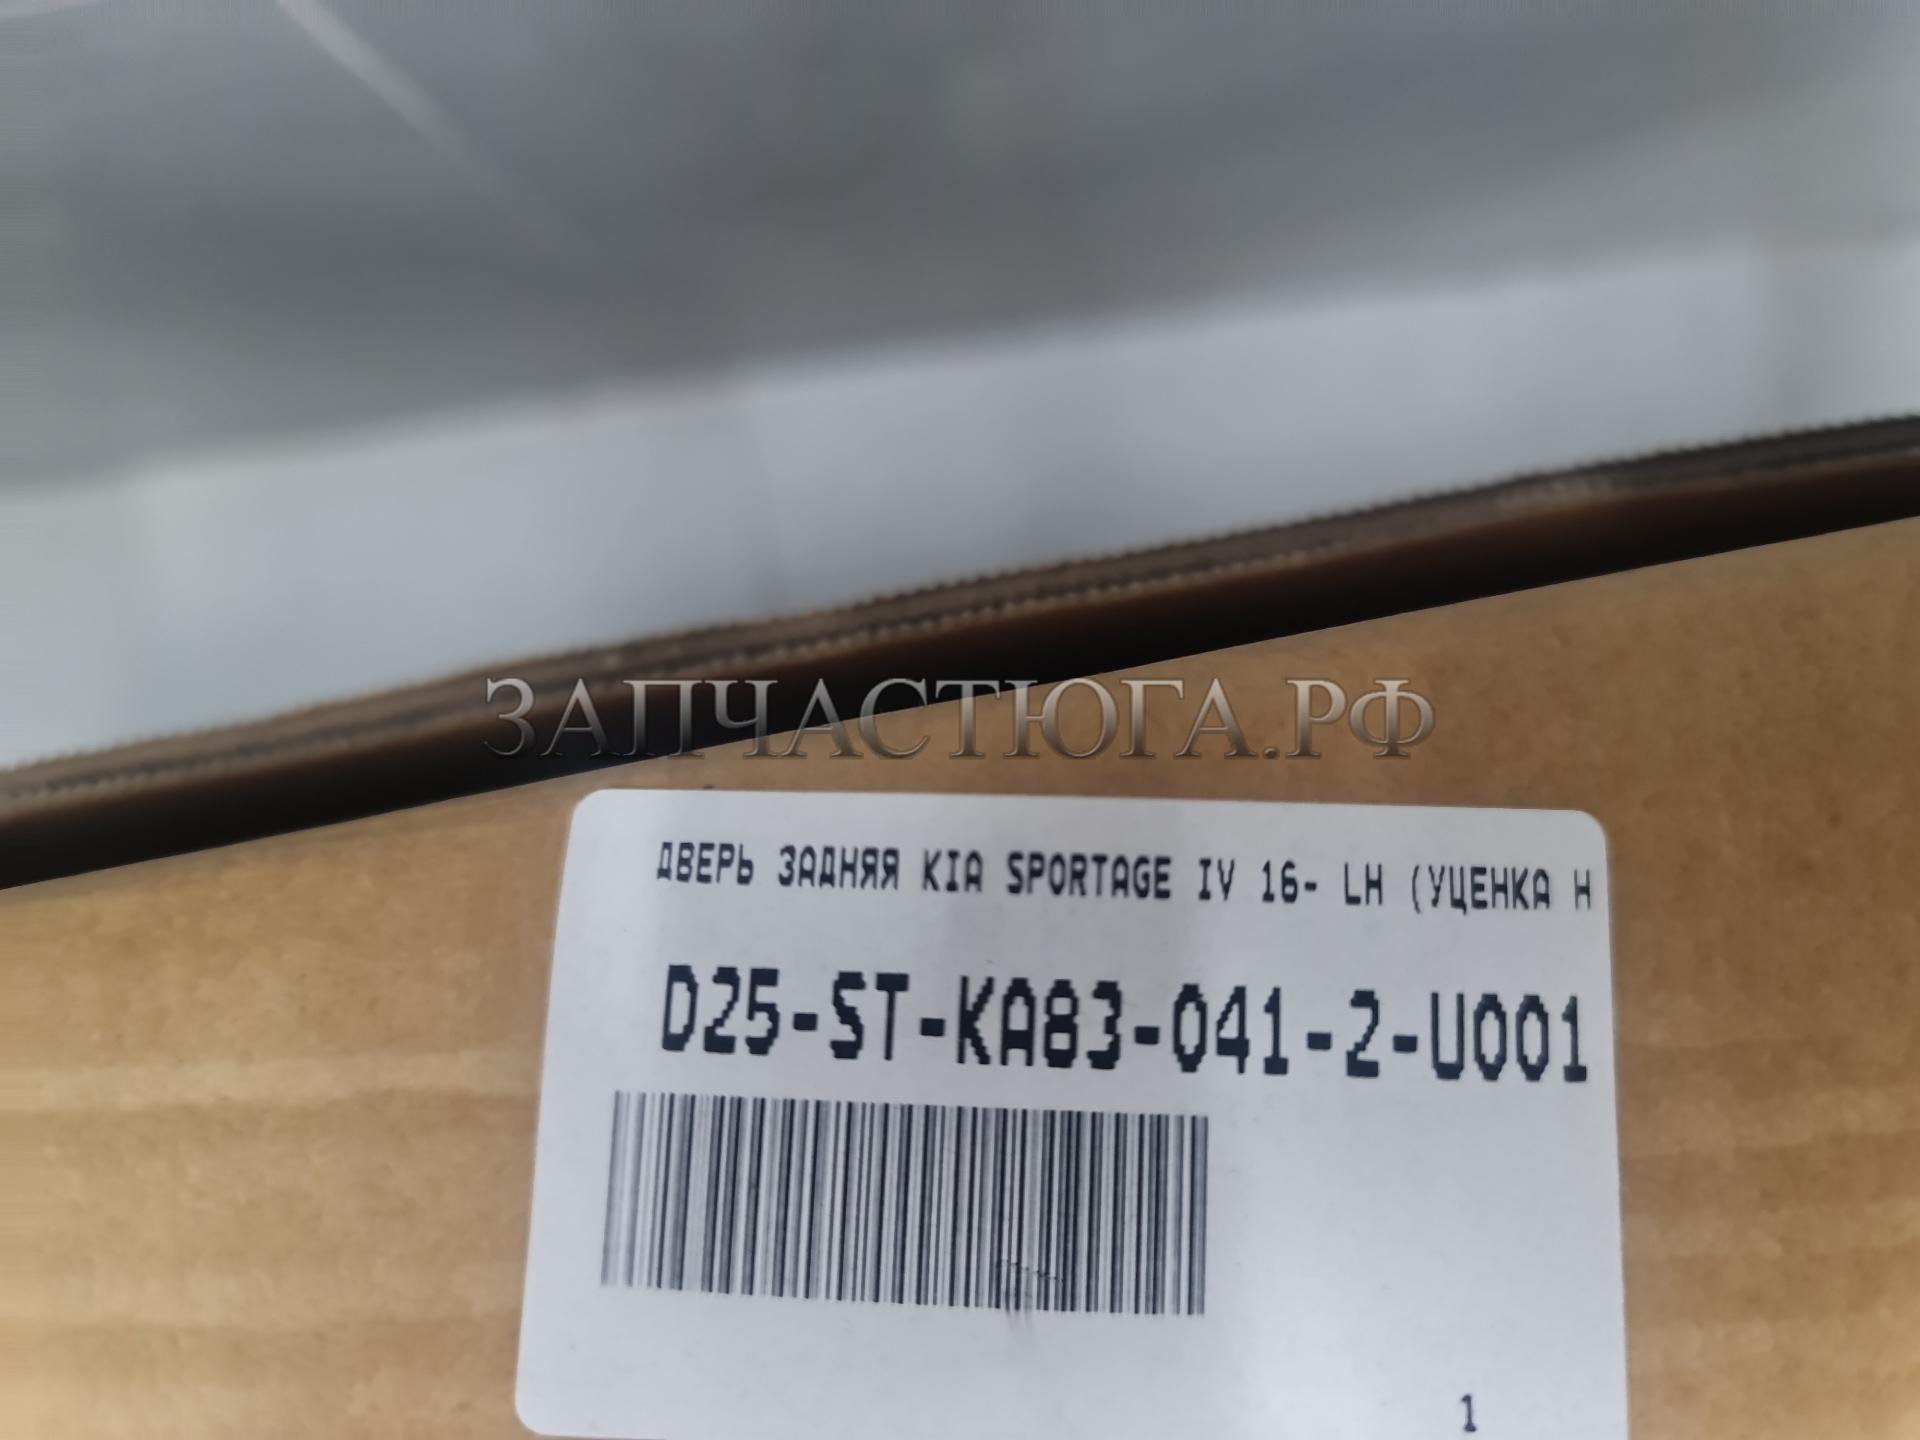 ЗАПЧАСТЮГА.РФ
ДВЕРЬ ЗАДНЯЯ KIA SPORTAGE IV 16- LH (УЦЕНКА Н
D25-ST-KA83-041-2-U001
1